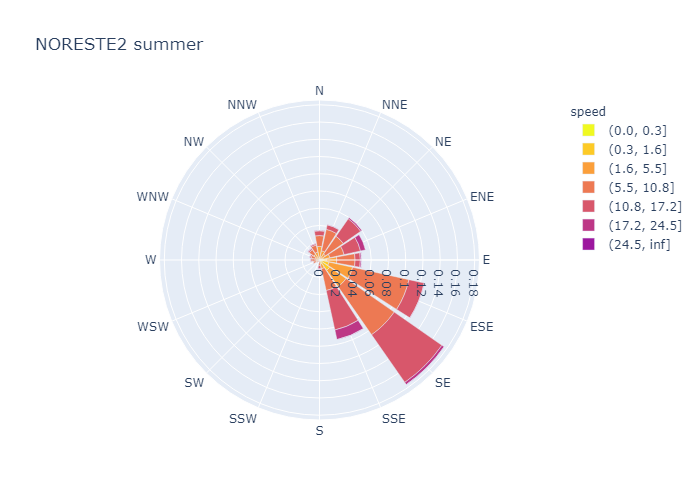 NORESTE2 summer
N
NNE
NE
ENE
E
ESE
SE
SSE
S
SSW
SW
WSW
W
WNW
NW
NNW
0
0.02
0.04
0.06
0.08
0.1
0.12
0.14
0.16
0.18
speed
(0.0, 0.3]
(0.3, 1.6]
(1.6, 5.5]
(5.5, 10.8]
(10.8, 17.2]
(17.2, 24.5]
(24.5, inf]